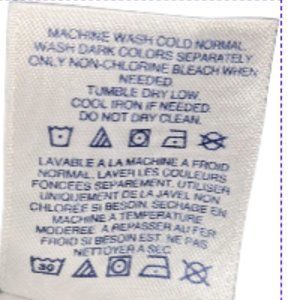 MACHINE WASH COLD NORMAL
WASH DARK COLORS SEPARATELY
ONLY NON-CHLORINE BLEACH WHEN
NEEDED
TUMBLE DRY LOW.
COOL IRON IF NEEDED
DO NOT DRY CLEAN.
LAVABLE A LA MACHINE A FROID
NORMAL. LAVER LES COULEURS
FONCEES SEPAREMENT. UTILISER
UNIQUEMENT DE LA JAVEL NON
CHLOREE SI BESOIN. SECHAGE EN
MACHINE A TEMPERATURE
MODEREE. A REPASSER AU FER
FROID SI BESOIN EST. NE PAS
NETTOYER A SEC
30